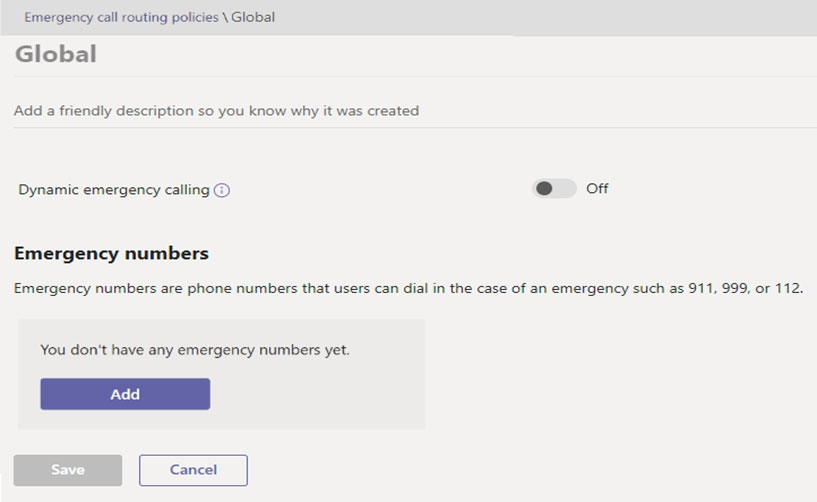 Emergency call routing policies \ Global
Global
Add a friendly description so you know why it was created
Dynamic emergency calling
Off
Emergency numbers
Emergency numbers are phone numbers that users can dial in the case of an emergency such as 911, 999, or 112.
You don't have any emergency numbers yet.
Add
Save Cancel